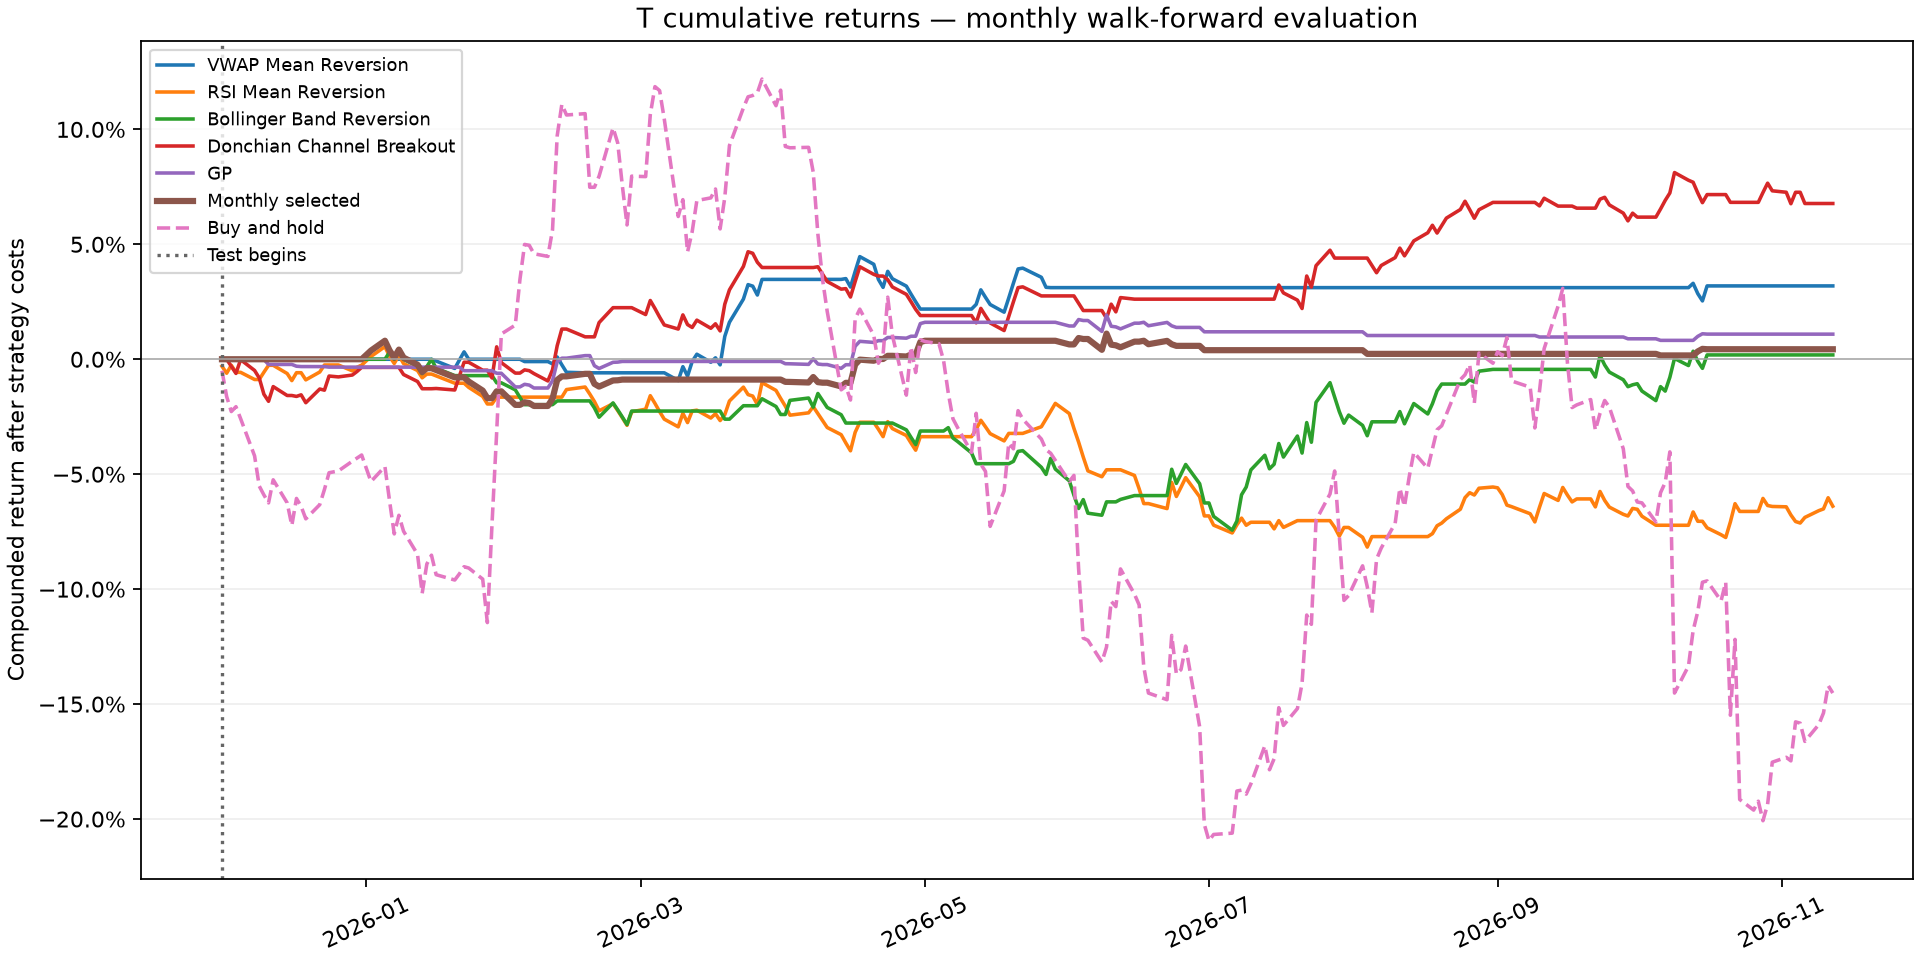 T cumulative returns — monthly walk-forward evaluation
VWAP Mean Reversion
RSI Mean Reversion
Bollinger Band Reversion
Donchian Channel Breakout
GP
Monthly selected
Buy and hold
Test begins
Compounded return after strategy costs
10.0%
5.0%
0.0%
−5.0%
−10.0%
−15.0%
−20.0%
2026-01
2026-03
2026-05
2026-07
2026-09
2026-11